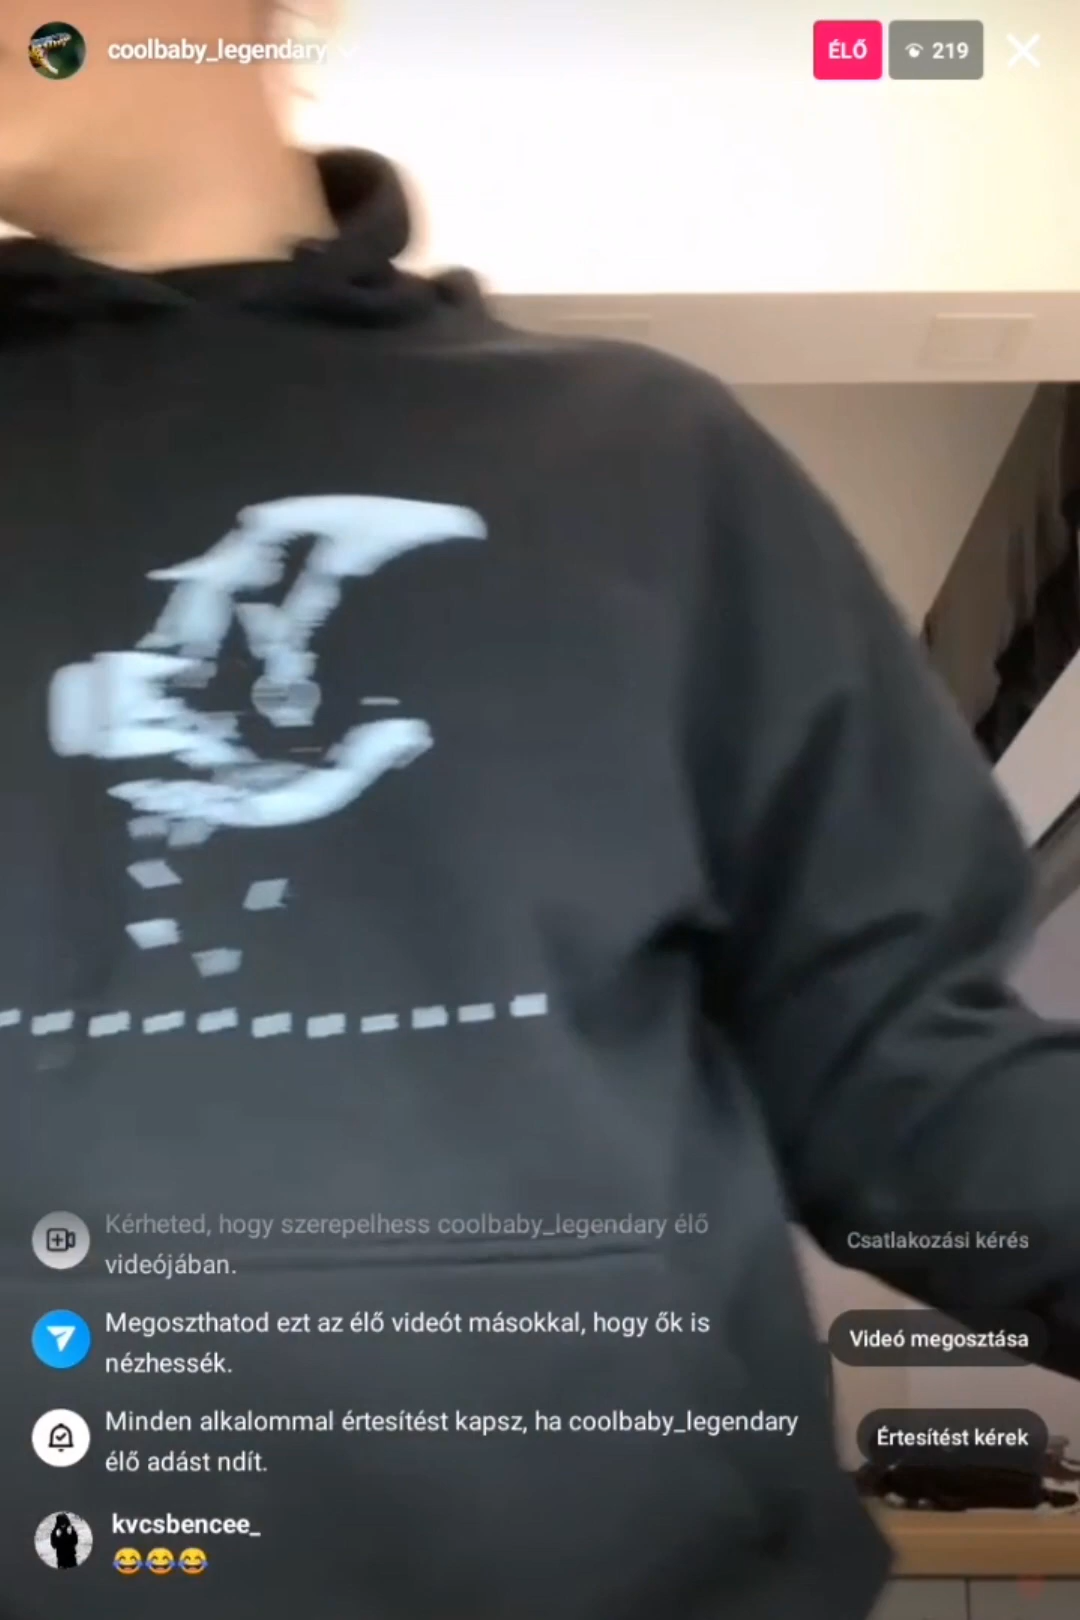 coolbaby_legendary
ÉLŐ
219
Kérheted, hogy szerepelhess coolbaby_legendary élő
videójában.
Csatlakozási kérés
Megoszthatod ezt az élő videót másokkal, hogy ők is
nézhessék.
Videó megosztása
Minden alkalommal értesítést kapsz, ha coolbaby_legendary
élő adást ndít.
Értesítést kérek
kvcsbencee_
😂😂😂